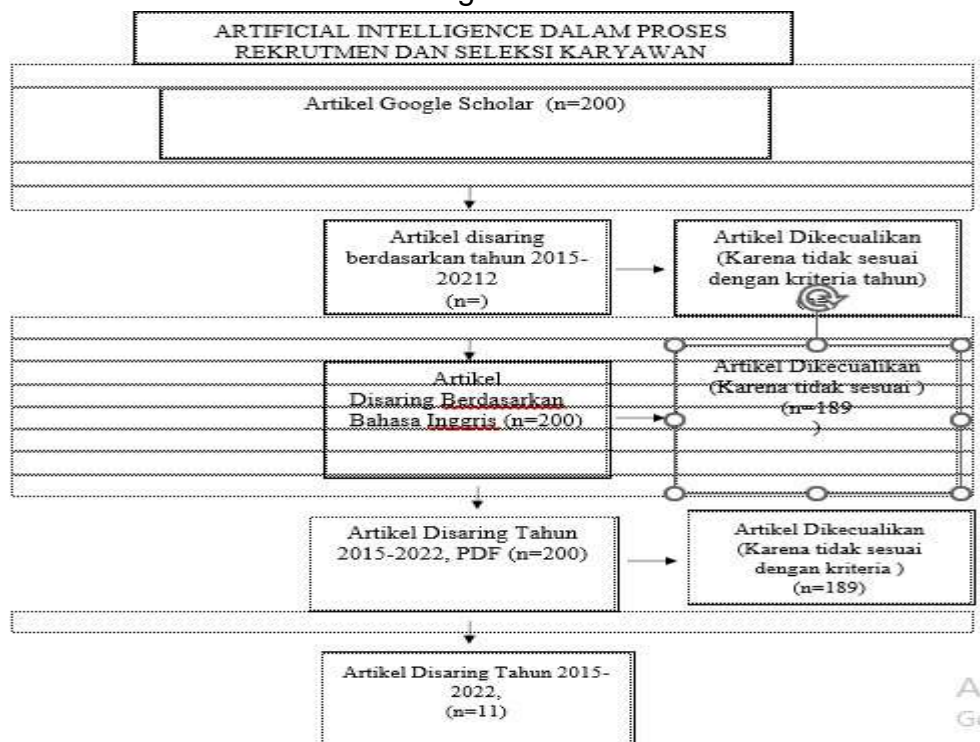 ARTIFICIAL INTELLIGENCE DALAM PROSES
REKRUTMEN DAN SELEKSI KARYAWAN
Artikel Google Scholar (n=200)
Artikel disaring
berdasarkan tahun 2015-
20212
(n=)
Artikel Dikecualikan
(Karena tidak sesuai
dengan kriteria tahun)
Artikel
Disaring Berdasarkan
Bahasa Inggris (n=200)
Artikel Dikecualikan
(Karena tidak sesuai )
(n=189
)
Artikel Disaring Tahun
2015-2022, PDF (n=200)
Artikel Dikecualikan
(Karena tidak sesuai
dengan kriteria )
(n=189)
Artikel Disaring Tahun 2015-
2022,
(n=11)